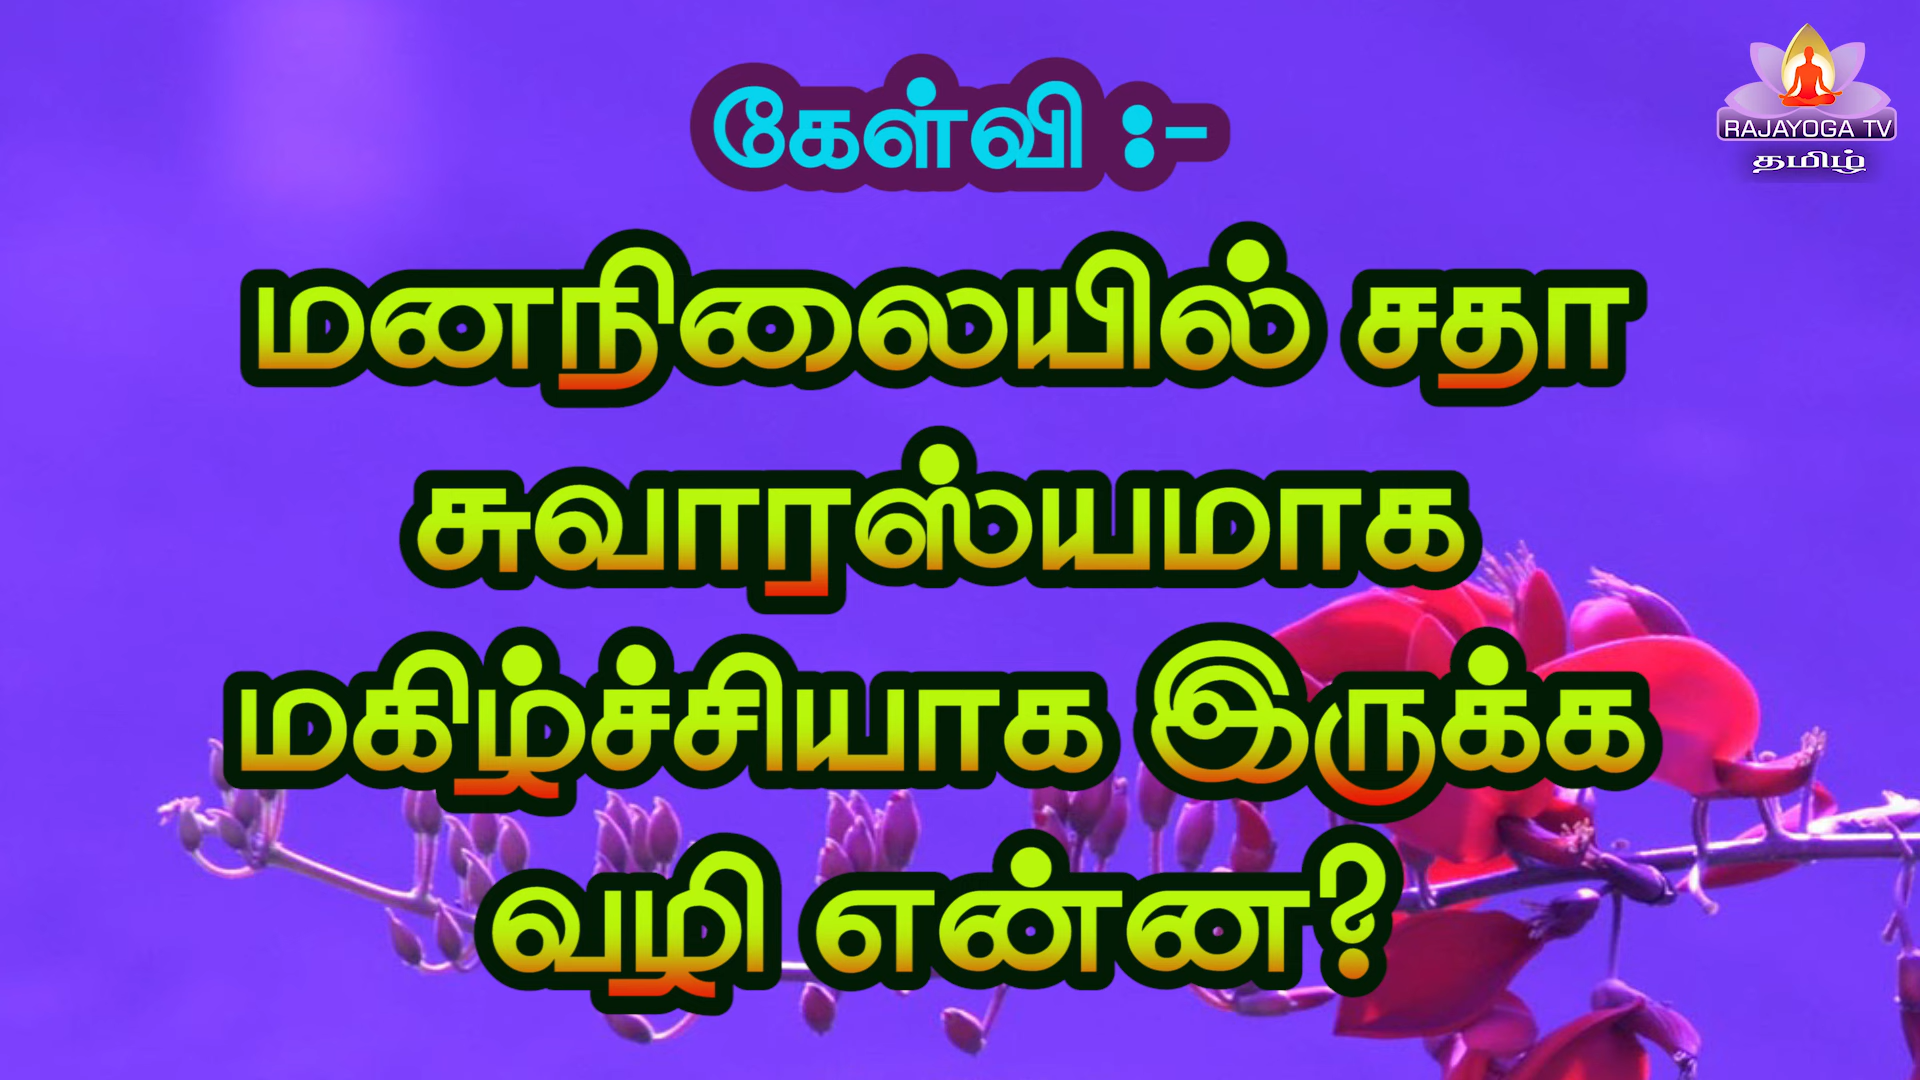 கேள்வி :-
RAJAYOGA TV
தமிழ்
மனநிலையில் சதா
சுவாரஸ்யமாக
மகிழ்ச்சியாக இருக்க
வழி என்ன?